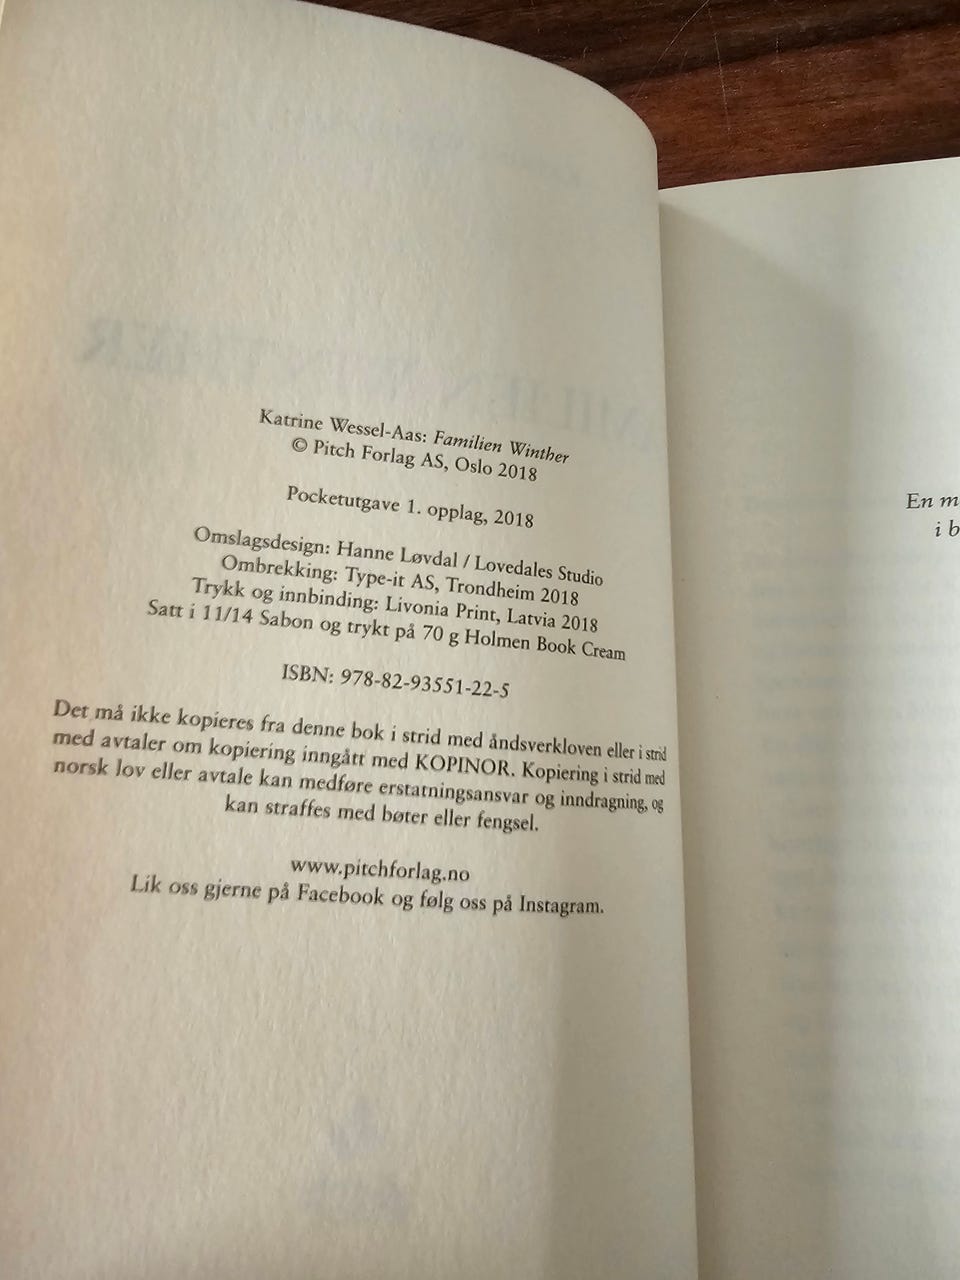 Katrine Wessel-Aas: Familien Winther
© Pitch Forlag AS, Oslo 2018
Pocketutgave 1. opplag, 2018
Omslagsdesign: Hanne Løvdal / Lovedales Studio
Ombrekking: Type-it AS, Trondheim 2018
Trykk og innbinding: Livonia Print, Latvia 2018
Satt i 11/14 Sabon og trykt på 70 g Holmen Book Cream
ISBN: 978-82-93551-22-5
Det må ikke kopieres fra denne bok i strid med åndsverkloven eller i strid
med avtaler om kopiering inngått med KOPINOR. Kopiering i strid med
norsk lov eller avtale kan medføre erstatningsansvar og inndragning, og
kan straffes med bøter eller fengsel.
www.pitchforlag.no
Lik oss gjerne på Facebook og følg oss på Instagram.
En m
i b